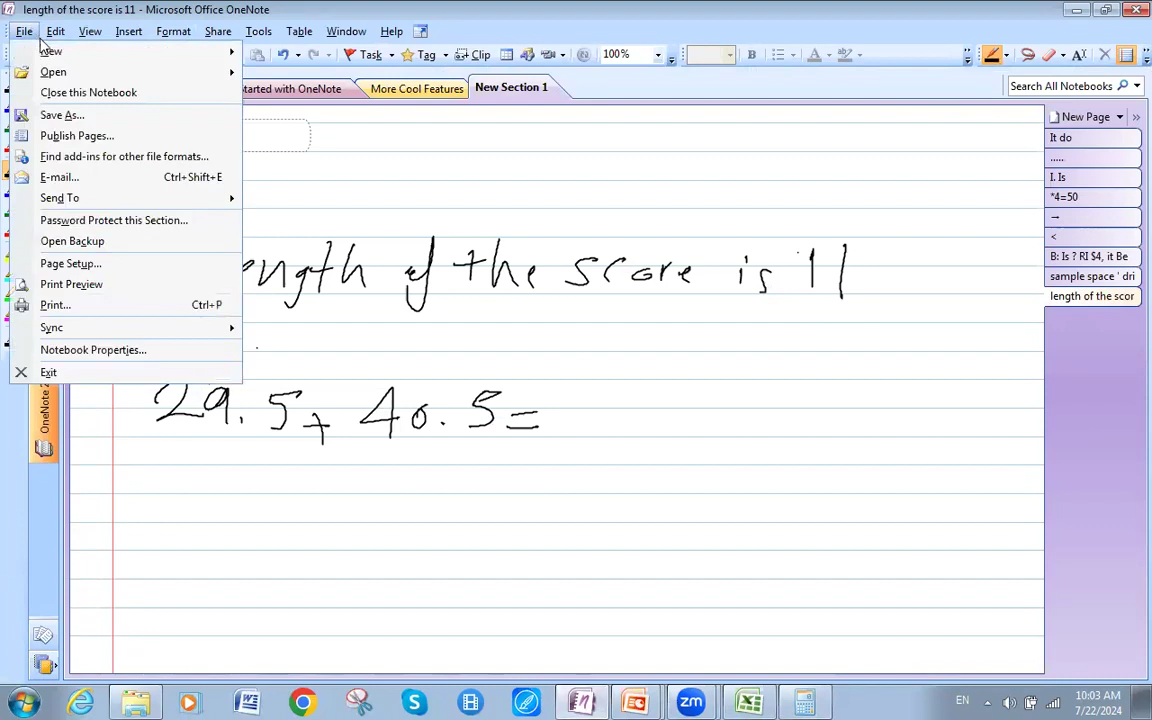 length of the score is 11 - Microsoft Office OneNote
File Edit View Insert Format Share Tools Table Window Help
New
Task Tag Clip 100% B
Open
started with OneNote More Cool Features New Section 1 Search All Notebooks
Close this Notebook
Save As...
Publish Pages...
Find add-ins for other file formats...
E-mail... Ctrl+Shift+E
Send To
Password Protect this Section...
Open Backup
Page Setup...
Print Preview
Print... Ctrl+P
Sync
Notebook Properties...
Exit
New Page
It do
.....
I. Is
*4=50
→
<
B: Is ? RI $4, it Be
sample space ' dri
length of the scor
length of the score is 11
29.5+ 40.5=
OneNote
EN
10:03 AM
7/22/2024